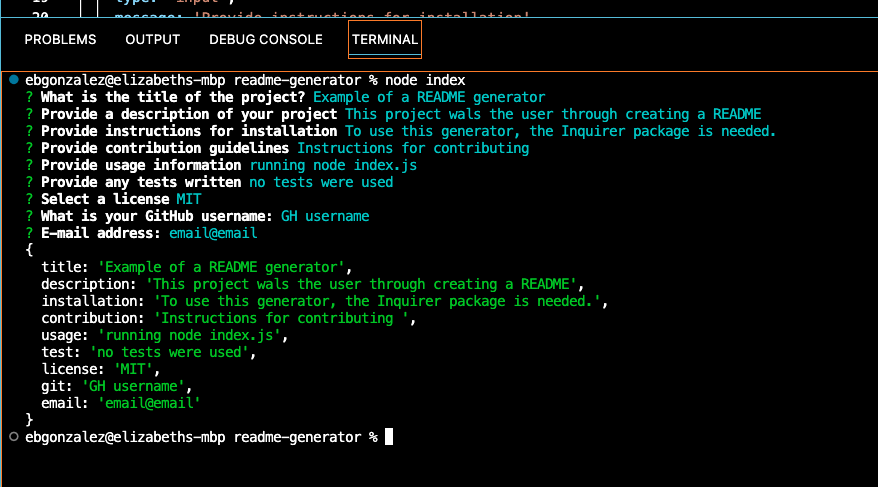 19 type: 'input',
20 message: 'Provide instructions for installation'
PROBLEMS OUTPUT DEBUG CONSOLE TERMINAL
ebgonzalez@elizabeths-mbp readme-generator % node index
? What is the title of the project? Example of a README generator
? Provide a description of your project This project wals the user through creating a README
? Provide instructions for installation To use this generator, the Inquirer package is needed.
? Provide contribution guidelines Instructions for contributing
? Provide usage information running node index.js
? Provide any tests written no tests were used
? Select a license MIT
? What is your GitHub username: GH username
? E-mail address: email@email
{
  title: 'Example of a README generator',
  description: 'This project wals the user through creating a README',
  installation: 'To use this generator, the Inquirer package is needed.',
  contribution: 'Instructions for contributing ',
  usage: 'running node index.js',
  test: 'no tests were used',
  license: 'MIT',
  git: 'GH username',
  email: 'email@email'
}
ebgonzalez@elizabeths-mbp readme-generator %